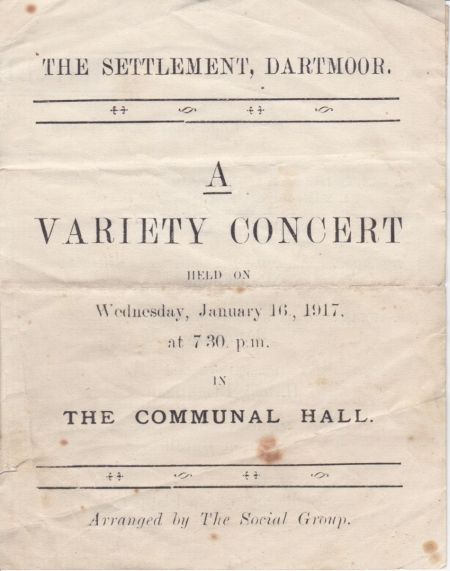 THE SETTLEMENT, DARTMOOR.
A
VARIETY CONCERT
HELD ON
Wednesday, January 16., 1917,
at 7 30. p.m.
IN
THE COMMUNAL HALL.
Arranged by The Social Group.